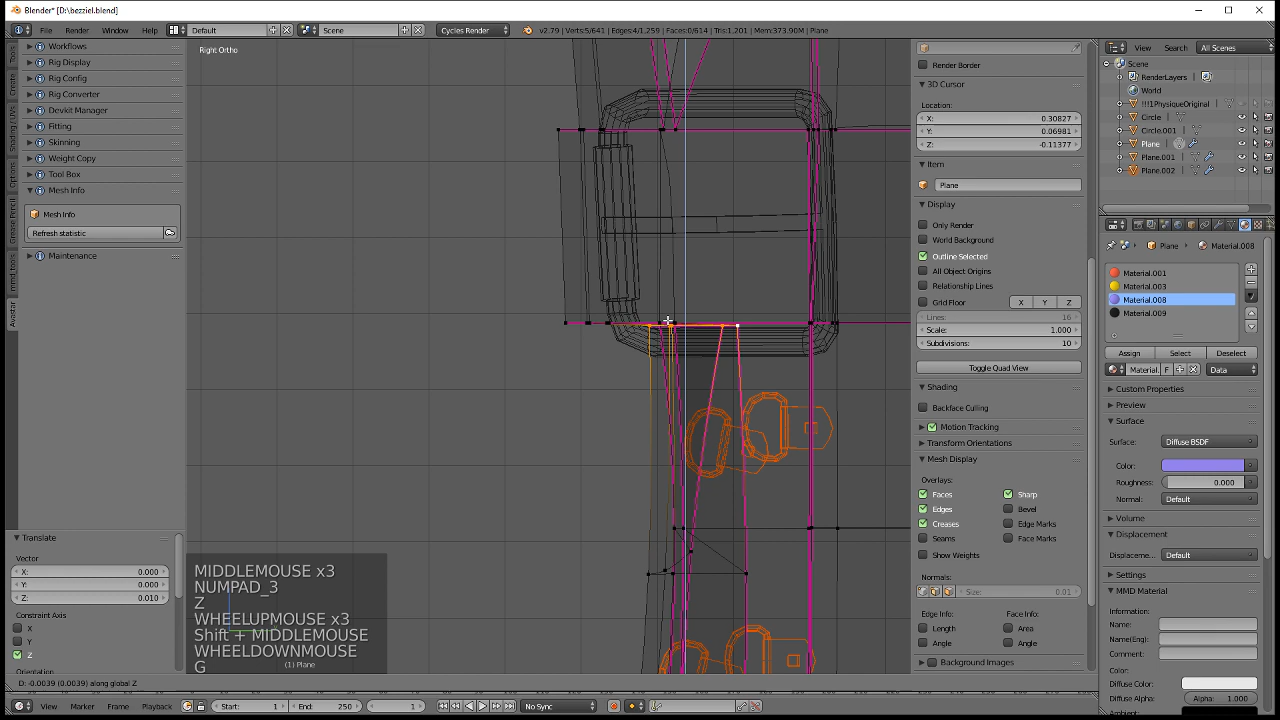 Blender* [D:\bezziel.blend]
File
Render
Window
Help
Default
Scene
Cycles Render
v2.79 | Verts:5/641 | Edges:4/1,259 | Faces:0/614 | Tris:1,201 | Mem:373.90M | Plane
Right Ortho
Tools
Create
Shading / UVs
Options
Grease Pencil
mmd_tools
Avastar
Workflows
Rig Display
Rig Config
Rig Converter
Devkit Manager
Fitting
Skinning
Weight Copy
Tool Box
Mesh Info
Mesh Info
Refresh statistic
Maintenance
Translate
Vector
X: 0.000
Y: 0.000
Z: 0.010
Constraint Axis
X
Y
Z
Orientation
MIDDLEMOUSE x3
NUMPAD_3
Z
WHEELUPMOUSE x3
Shift + MIDDLEMOUSE
WHEELDOWNMOUSE
G
(1) Plane
D: -0.0039 (0.0039) along global Z
Render Border
3D Cursor
Location:
X: 0.30827
Y: 0.06981
Z: -0.11377
Item
Plane
Display
Only Render
World Background
Outline Selected
All Object Origins
Relationship Lines
Grid Floor
X
Y
Z
Lines: 16
Scale: 1.000
Subdivisions: 10
Toggle Quad View
Shading
Backface Culling
Motion Tracking
Transform Orientations
Mesh Display
Overlays:
Faces
Sharp
Edges
Bevel
Creases
Edge Marks
Seams
Face Marks
Show Weights
Normals:
Size: 0.01
Edge Info:
Face Info:
Length
Area
Angle
Angle
Background Images
View
Search
All Scenes
Scene
RenderLayers
World
!!!1PhysiqueOriginal
Circle
Circle.001
Plane
Plane.001
Plane.002
Plane
Material.008
Material.001
Material.003
Material.008
Material.009
Assign
Select
Deselect
Material.
F
Data
Custom Properties
Preview
Surface
Surface:
Diffuse BSDF
Color:
Roughness:
0.000
Normal:
Default
Volume
Displacement
Displaceme...
Default
Settings
MMD Material
Information:
Name:
Name(Eng):
Comment:
Color:
Diffuse Color:
Diffuse Alpha:
1.000
View
Marker
Frame
Playback
Start: 1
End: 250
1
No Sync